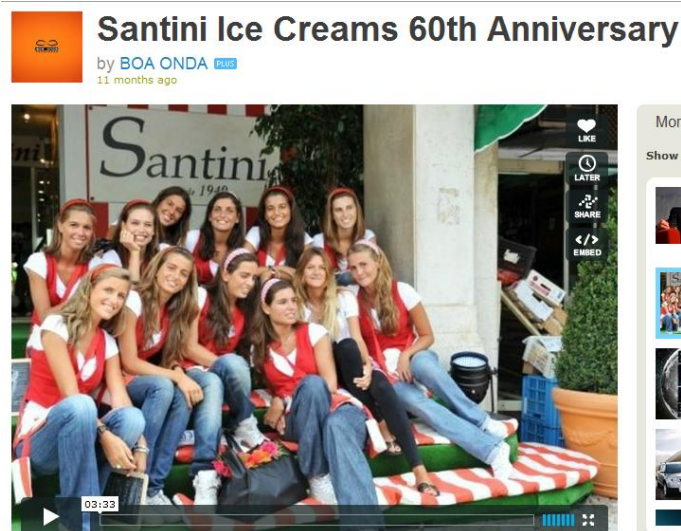 Santini Ice Creams 60th Anniversary
by BOA ONDA PLUS
11 months ago
Santini
1949
LIKE
LATER
SHARE
</>
EMBED
Mor
Show
03:33